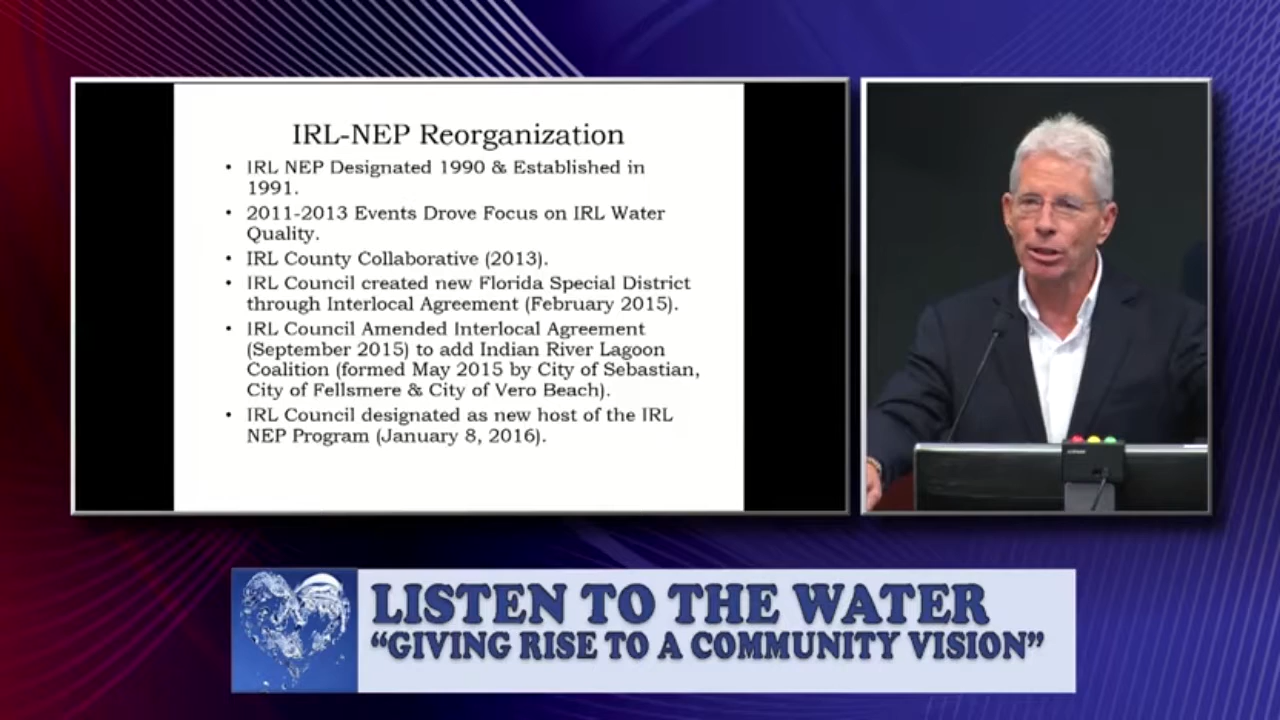 IRL-NEP Reorganization
• IRL NEP Designated 1990 & Established in
1991.
• 2011-2013 Events Drove Focus on IRL Water
Quality.
• IRL County Collaborative (2013).
• IRL Council created new Florida Special District
through Interlocal Agreement (February 2015).
• IRL Council Amended Interlocal Agreement
(September 2015) to add Indian River Lagoon
Coalition (formed May 2015 by City of Sebastian,
City of Fellsmere & City of Vero Beach).
• IRL Council designated as new host of the IRL
NEP Program (January 8, 2016).
LISTEN TO THE WATER
“GIVING RISE TO A COMMUNITY VISION”